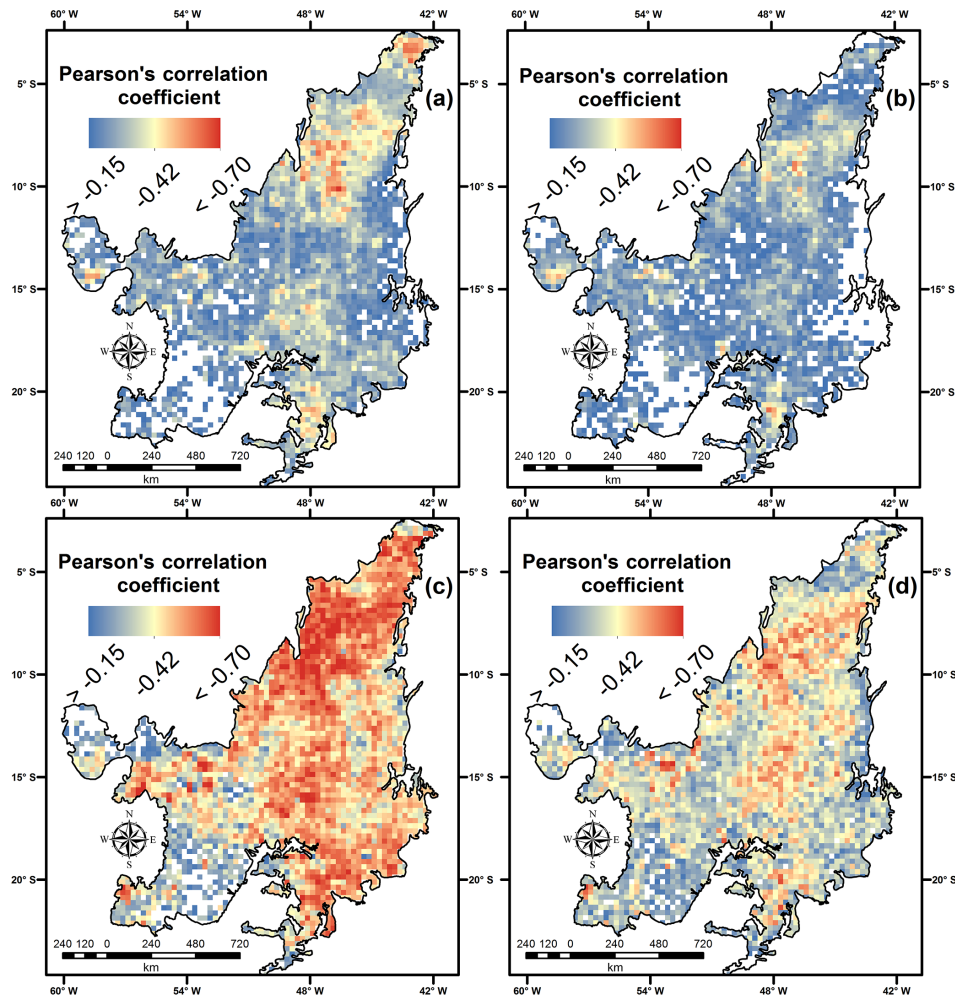 60° W 54° W 48° W 42° W 60° W 54° W 48° W 42° W
Pearson's correlation
coefficient
(a)
> -0.15 -0.42 < -0.70
5° S
10° S
15° S
20° S
N
W E
S
240 120 0 240 480 720
km
Pearson's correlation
coefficient
(b)
> -0.15 -0.42 < -0.70
5° S
10° S
15° S
20° S
N
W E
S
240 120 0 240 480 720
km
60° W 54° W 48° W 42° W 60° W 54° W 48° W 42° W
Pearson's correlation
coefficient
(c)
> -0.15 -0.42 < -0.70
5° S
10° S
15° S
20° S
N
W E
S
240 120 0 240 480 720
km
Pearson's correlation
coefficient
(d)
> -0.15 -0.42 < -0.70
5° S
10° S
15° S
20° S
N
W E
S
240 120 0 240 480 720
km
5° S
10° S
15° S
20° S
60° W 54° W 48° W 42° W 60° W 54° W 48° W 42° W